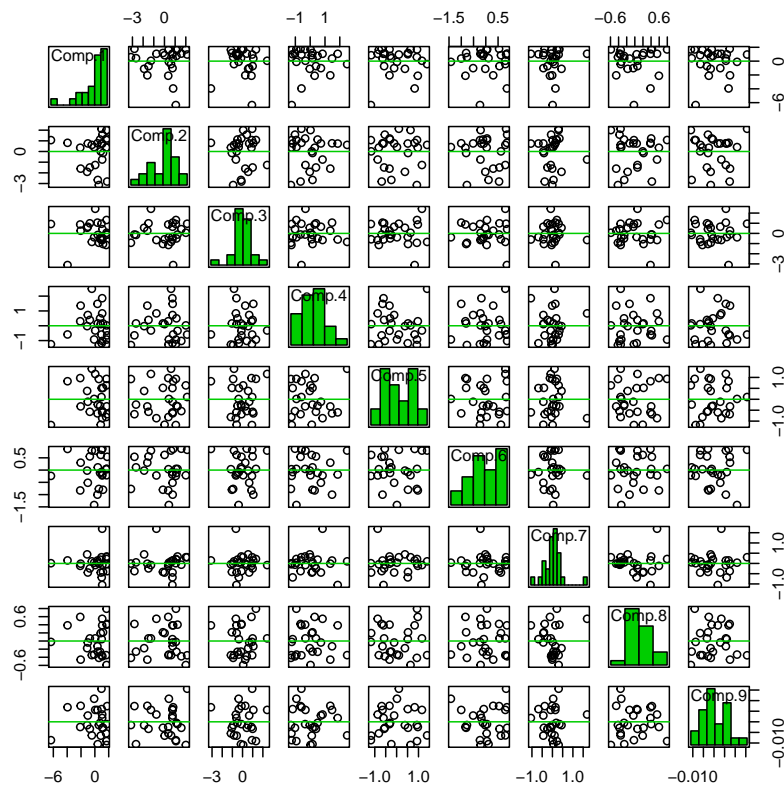 −3 0 −1 1 −1.5 0.5 −0.6 0.6
Comp.1
−6 0
0 −3
Comp.2
Comp.3
−3 0
1 −1
Comp.4
Comp.5
−1.0 1.0
0.5 −1.5
Comp.6
Comp.7
−1.0 1.0
0.6 −0.6
Comp.8
Comp.9
−0.010
−6 0 −3 0 −1.0 1.0 −1.0 1.0 −0.010